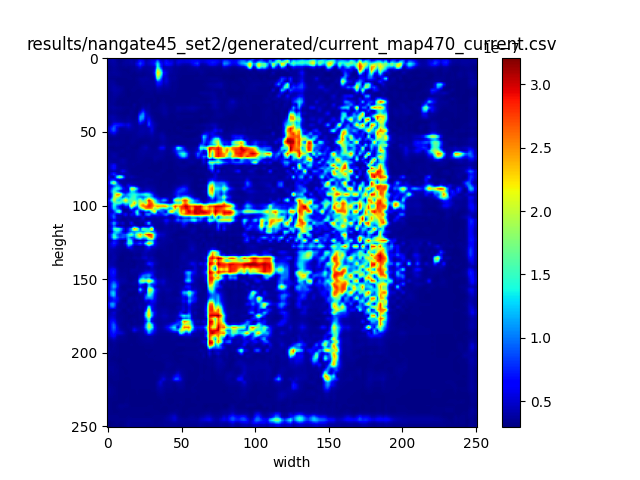 results/nangate45_set2/generated/current_map470_current.csv
1e−7
0
50
100
150
200
250
height
0 50 100 150 200 250
width
3.0
2.5
2.0
1.5
1.0
0.5